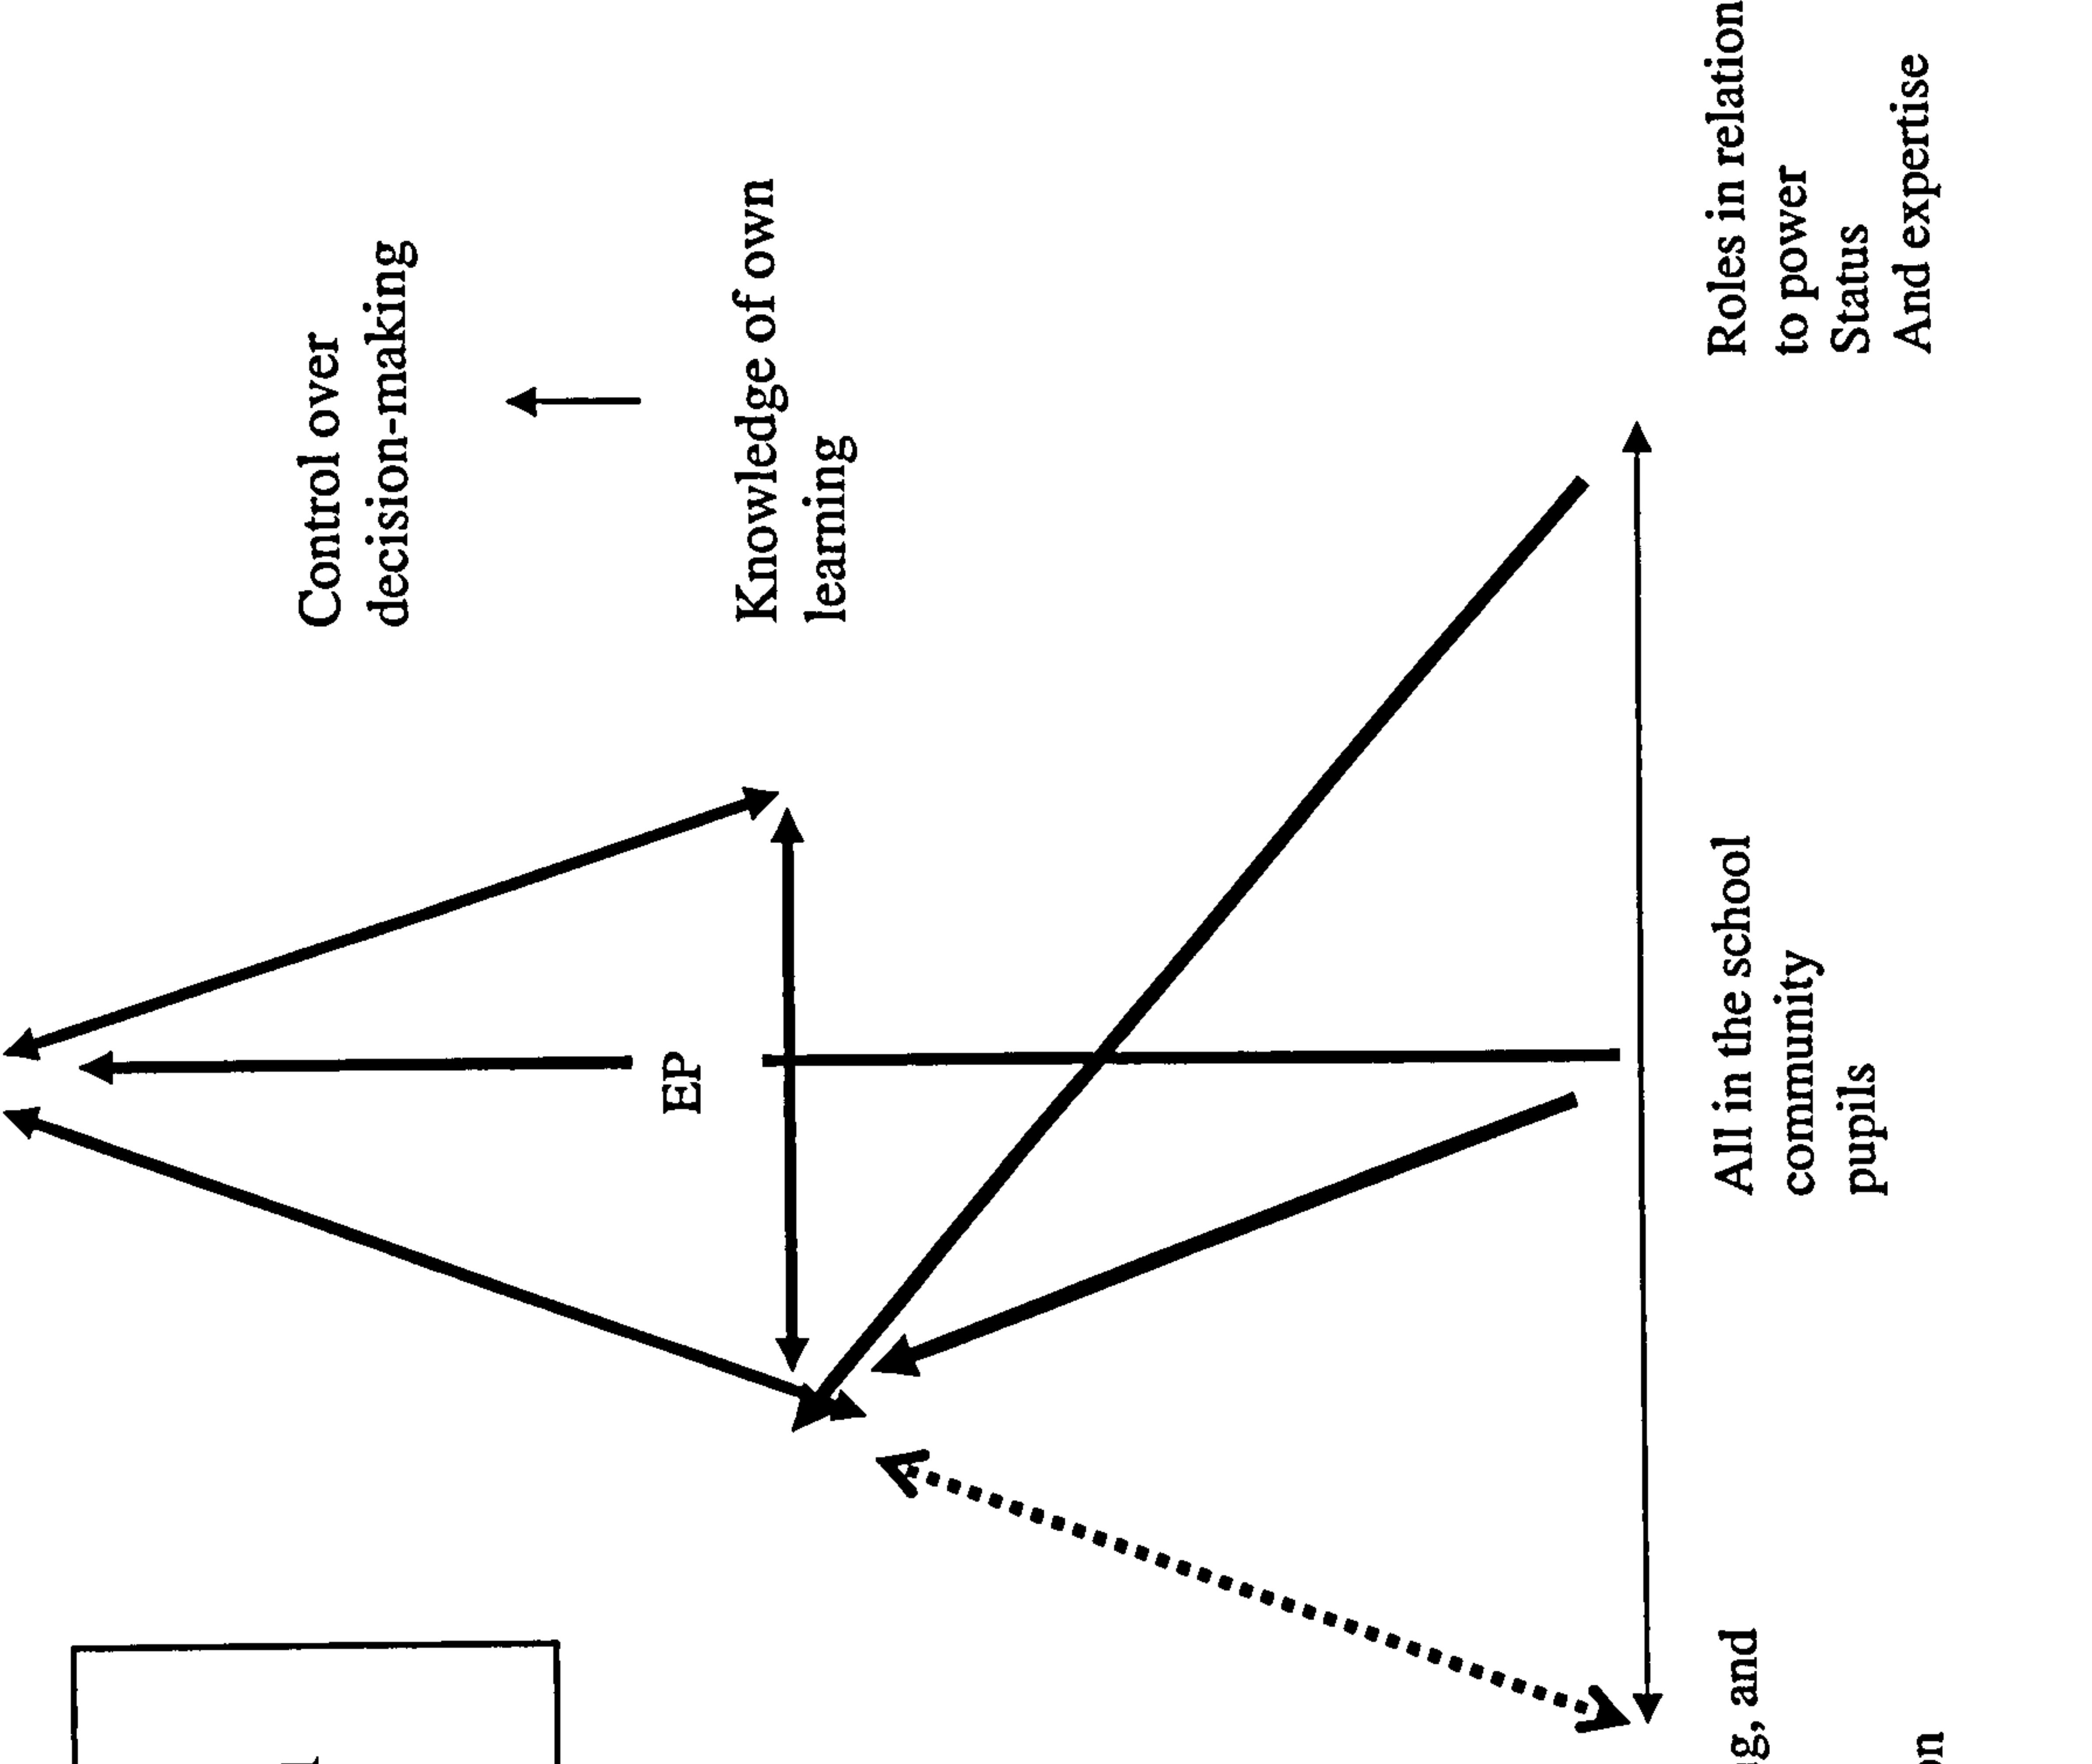 Control over
decision-making
Knowledge of own
learning
EP
Roles in relation
to power
Status
And expertise
All in the school
community
pupils
and